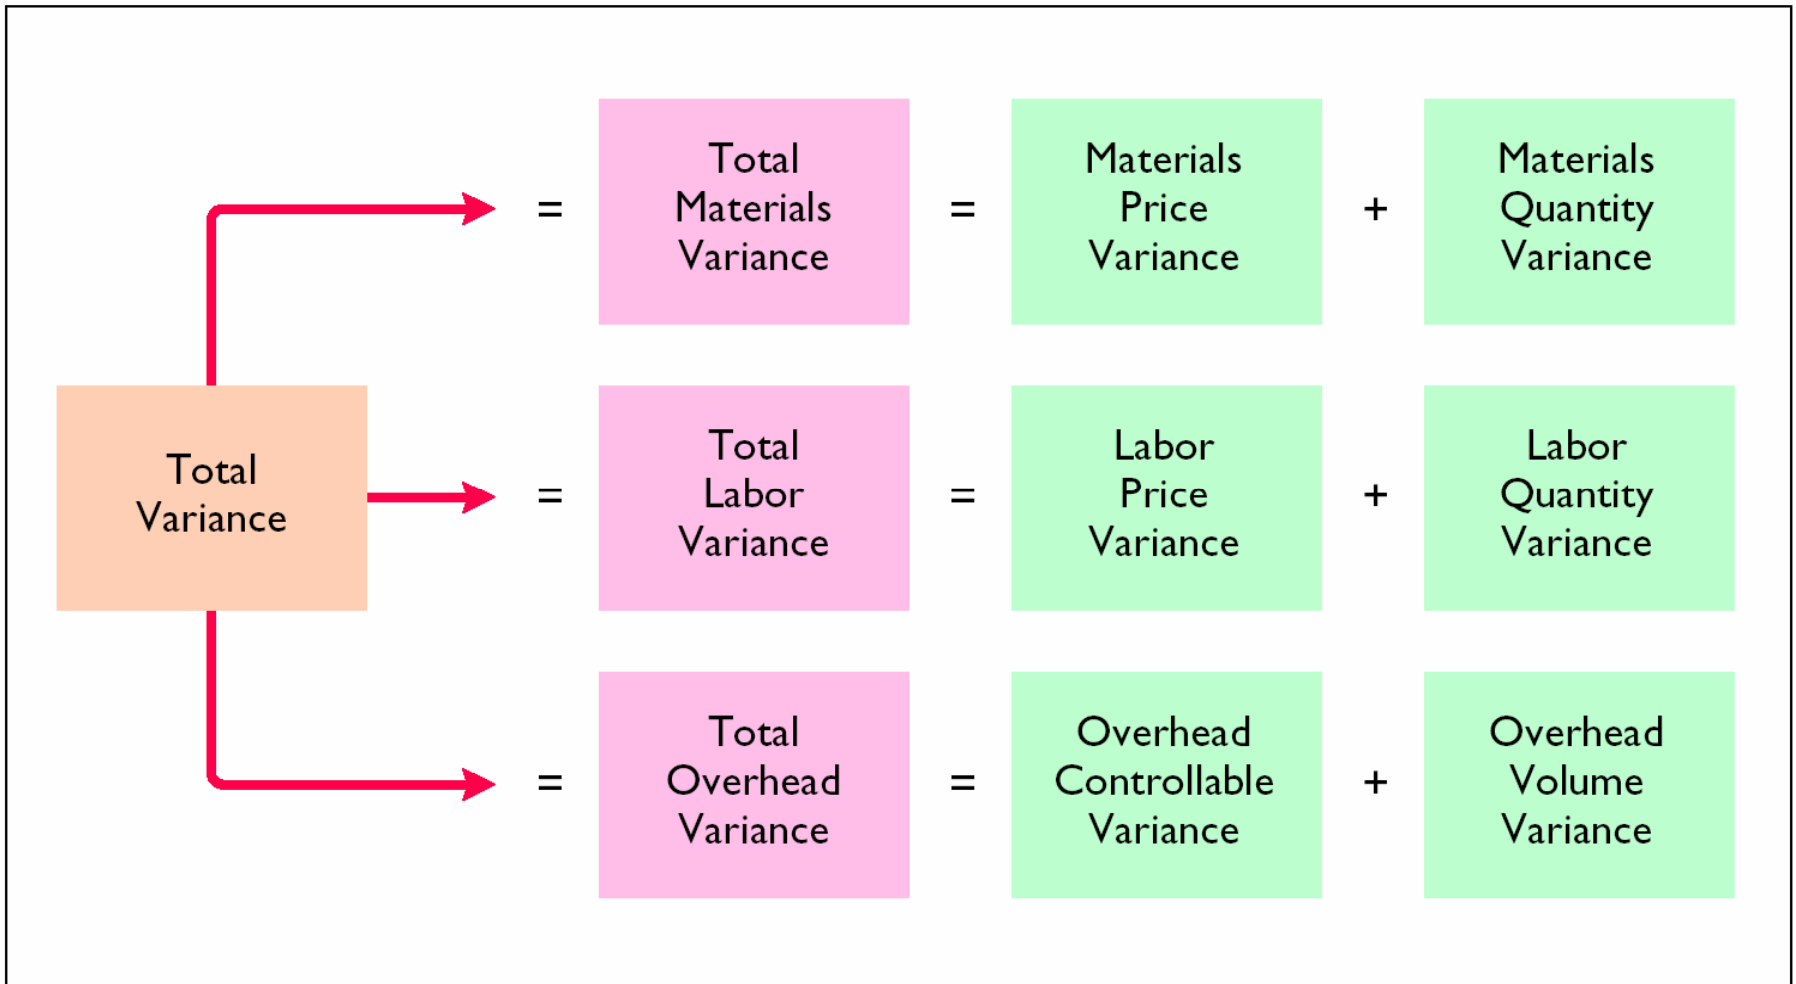 Total
Variance
=
Total
Materials
Variance
=
Materials
Price
Variance
+
Materials
Quantity
Variance
=
Total
Labor
Variance
=
Labor
Price
Variance
+
Labor
Quantity
Variance
=
Total
Overhead
Variance
=
Overhead
Controllable
Variance
+
Overhead
Volume
Variance